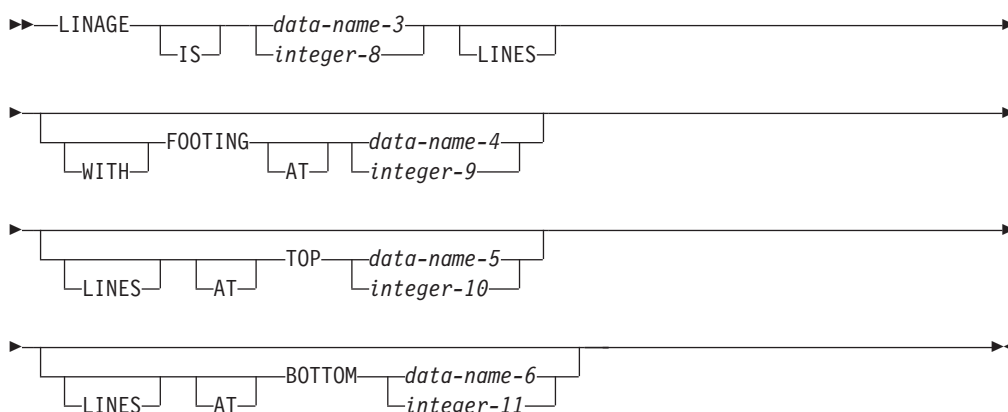 LINAGE IS data-name-3 integer-8 LINES
WITH FOOTING AT data-name-4 integer-9
LINES AT TOP data-name-5 integer-10
LINES AT BOTTOM data-name-6 integer-11